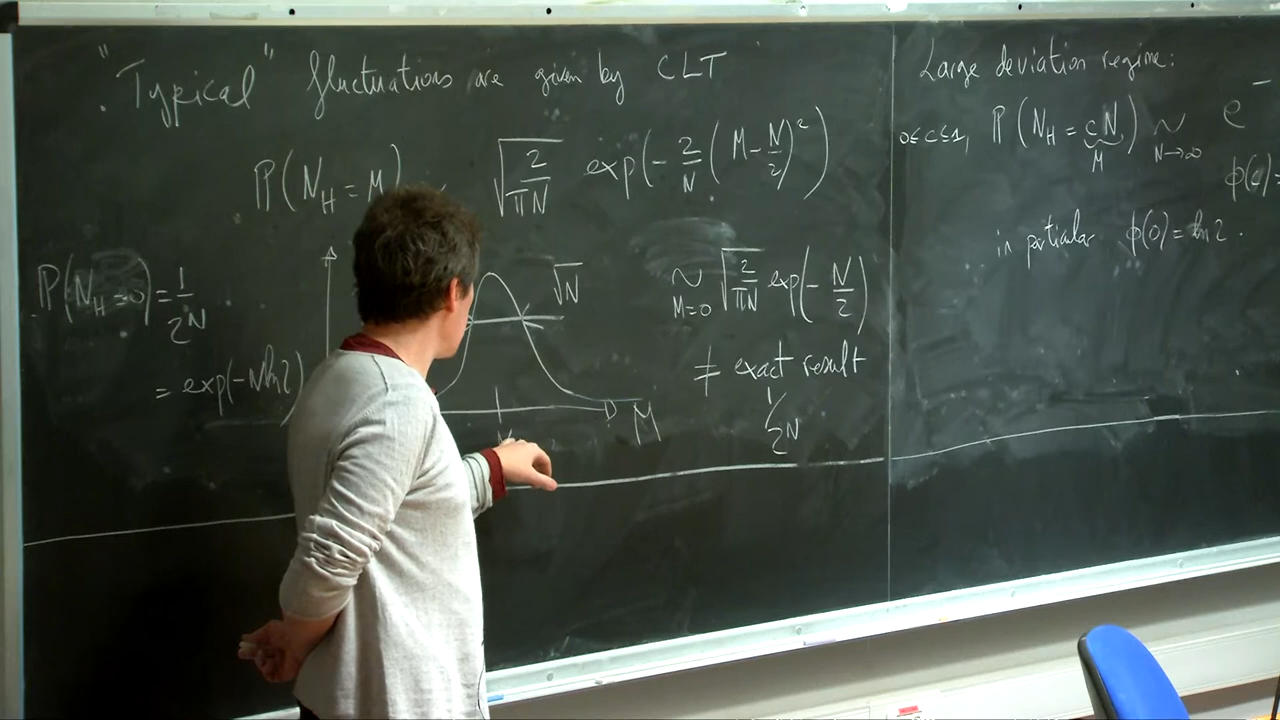 "Typical" fluctuations are given by CLT
ℙ(N_H = M) √(2/(πN)) exp(-2/N (M - N/2)²)
ℙ(N_H = 0) = 1/2^N
= exp(-N ln 2)
√N
M
∼_{M=0} √(2/(πN)) exp(-N/2)
≠ exact result
1/2^N
Large deviation regime:
0≤c≤1, ℙ(N_H = cN) ∼_{N→∞} e^-
M
ϕ(c) =
in particular ϕ(0) = ln 2.